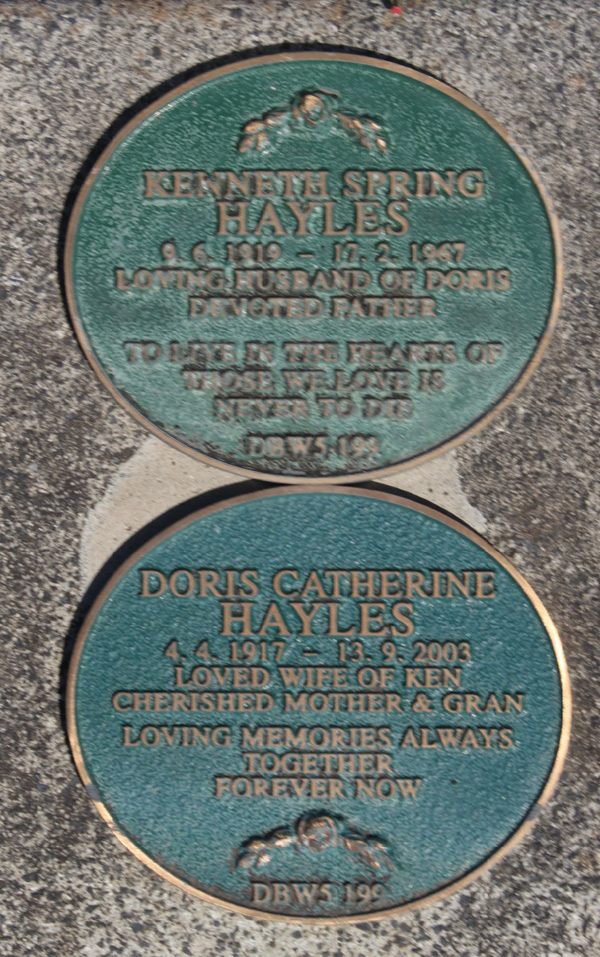 KENNETH SPRING
HAYLES
6. 6. 1919 – 17. 2. 1967
LOVING HUSBAND OF DORIS
DEVOTED FATHER
TO LIVE IN THE HEARTS OF
THOSE WE LOVE IS
NEVER TO DIE
DBW5 199
DORIS CATHERINE
HAYLES
4. 4. 1917 – 13. 9. 2003
LOVED WIFE OF KEN
CHERISHED MOTHER & GRAN
LOVING MEMORIES ALWAYS
TOGETHER
FOREVER NOW
DBW5 199